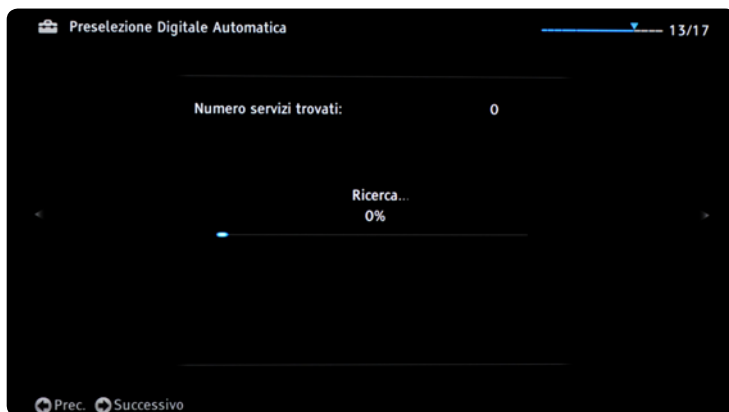 Preselezione Digitale Automatica
13/17
Numero servizi trovati: 0
Ricerca...
0%
Prec. Successivo